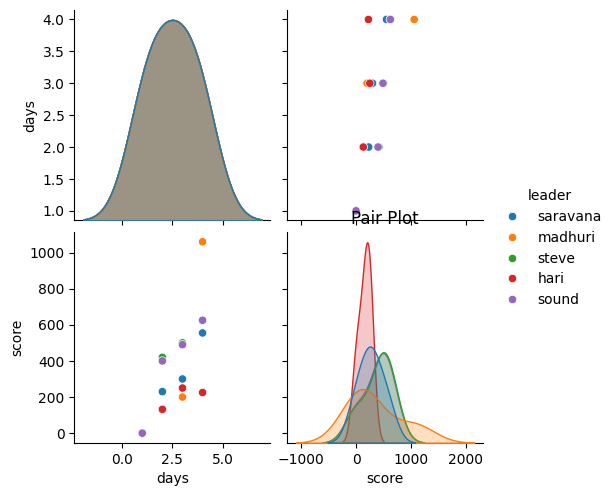 4.0
3.5
3.0
2.5
2.0
1.5
1.0
days
leader
saravana
madhuri
steve
hari
sound
Pair Plot
1000
800
600
400
200
0
score
0.0 2.5 5.0
days
−1000 0 1000 2000
score